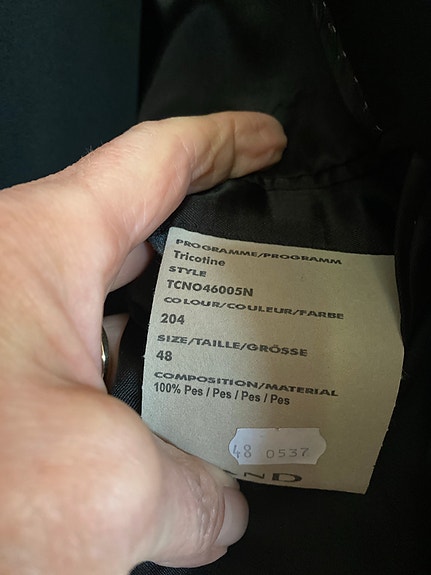 PROGRAMME/PROGRAMM
Tricotine
STYLE
TCNO46005N
COLOUR/COULEUR/FARBE
204
SIZE/TAILLE/GRÖSSE
48
COMPOSITION/MATERIAL
100% Pes / Pes / Pes / Pes
48 0537